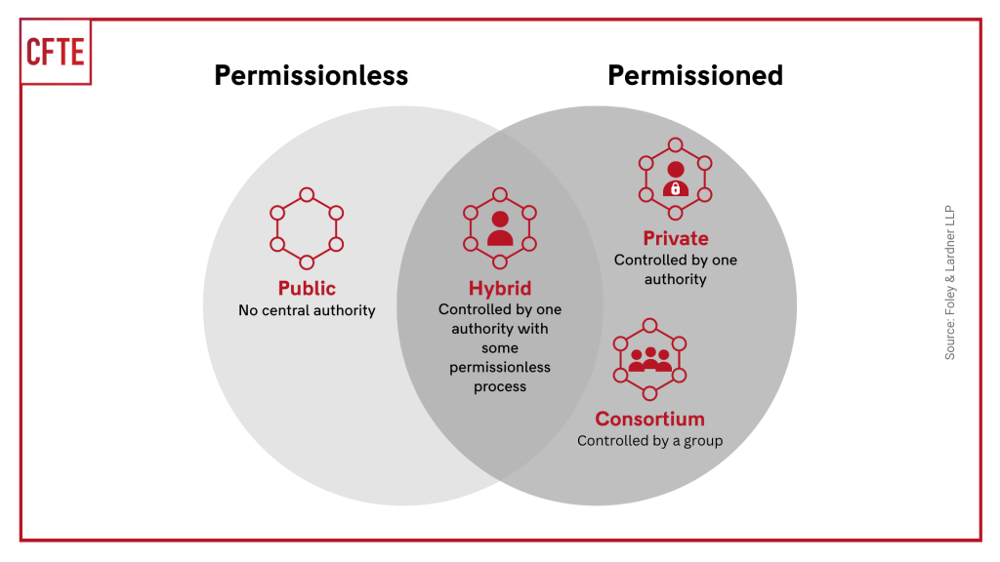 CFTE
Permissionless
Permissioned
Public
No central authority
Hybrid
Controlled by one
authority with
some
permissionless
process
Private
Controlled by one
authority
Consortium
Controlled by a group
Source: Foley & Lardner LLP